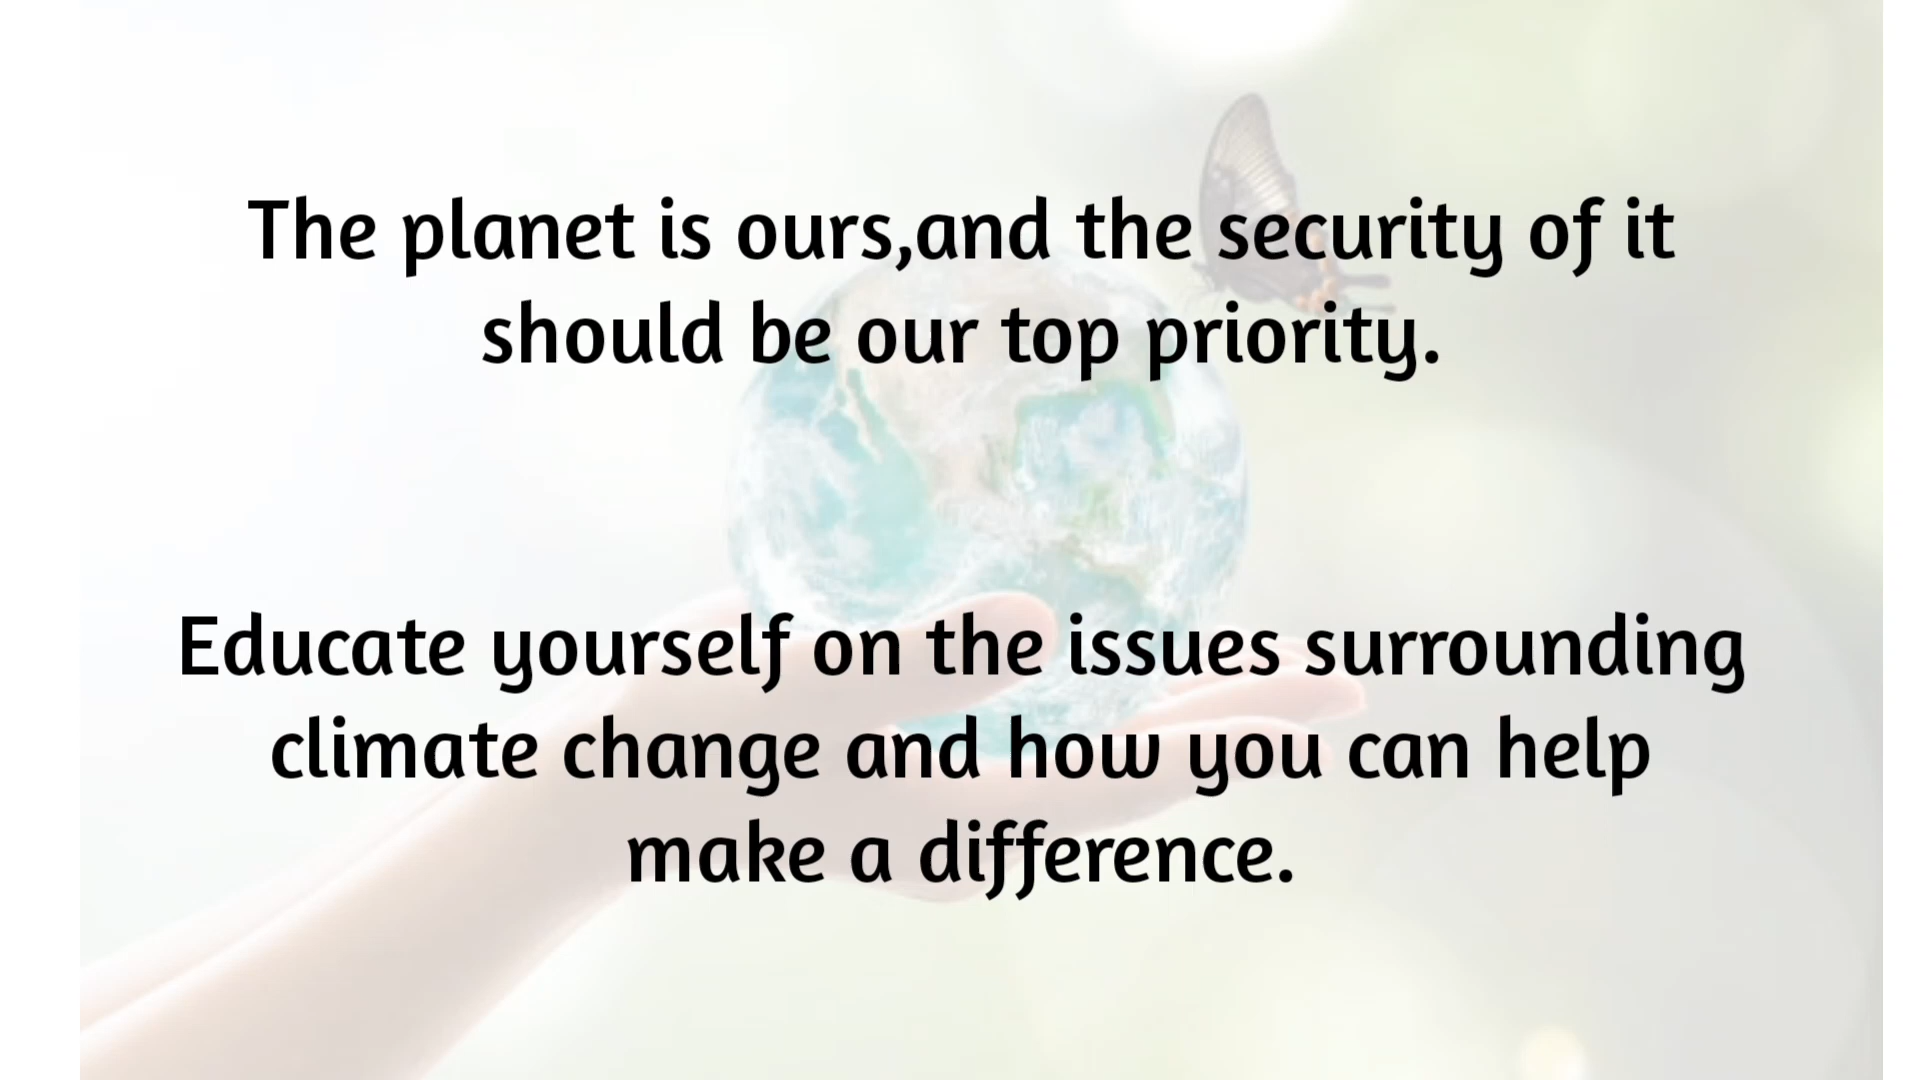 The planet is ours,and the security of it
should be our top priority.
Educate yourself on the issues surrounding
climate change and how you can help
make a difference.